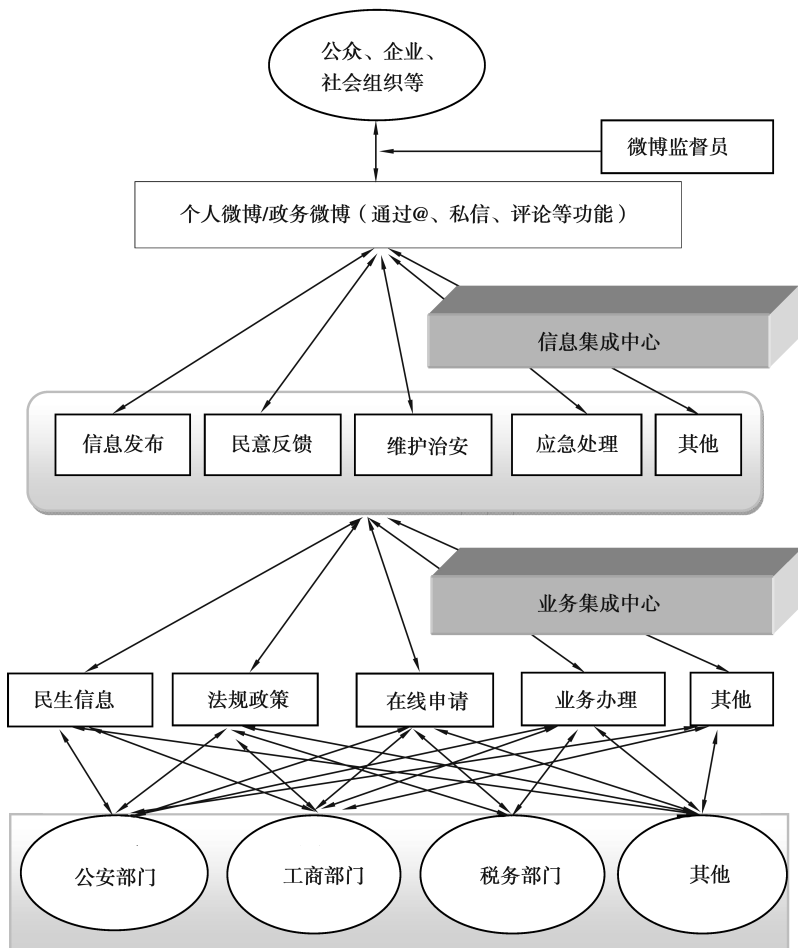 公众、企业、
社会组织等
微博监督员
个人微博/政务微博（通过@、私信、评论等功能）
信息集成中心
信息发布
民意反馈
维护治安
应急处理
其他
业务集成中心
民生信息
法规政策
在线申请
业务办理
其他
公安部门
工商部门
税务部门
其他